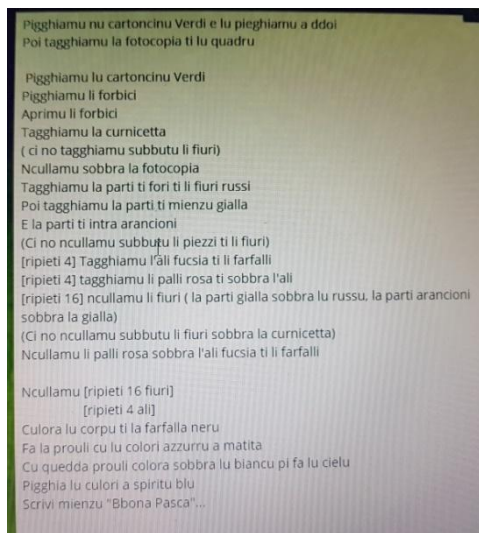 Pigghiamu nu cartoncinu Verdi e lu pieghiamu a ddoi
Poi tagghiamu la fotocopia ti lu quadru
Pigghiamu lu cartoncinu Verdi
Pigghiamu li forbici
Aprimu li forbici
Tagghiamu la curnicetta
( ci no tagghiamu subbutu li fiuri)
Ncullamu sobbra la fotocopia
Tagghiamu la parti ti fori ti li fiuri russi
Poi tagghiamu la parti ti mienzu gialla
E la parti ti intra arancioni
(Ci no ncullamu subbutu li piezzi ti li fiuri)
[ripieti 4] Tagghiamu l'ali fucsia ti li farfalli
[ripieti 4] tagghiamu li palli rosa ti sobbra l'ali
[ripieti 16] ncullamu li fiuri ( la parti gialla sobbra lu russu, la parti arancioni
sobbra la gialla)
(Ci no ncullamu subbutu li fiuri sobbra la curnicetta)
Ncullamu li palli rosa sobbra l'ali fucsia ti li farfalli
Ncullamu [ripieti 16 fiuri]
[ripieti 4 ali]
Culora lu corpu ti la farfalla neru
Fa la prouli cu lu colori azzurru a matita
Cu quedda prouli colora sobbra lu biancu pi fa lu cielu
Pigghia lu culori a spiritu blu
Scrivi mienzu "Bbona Pasca"...